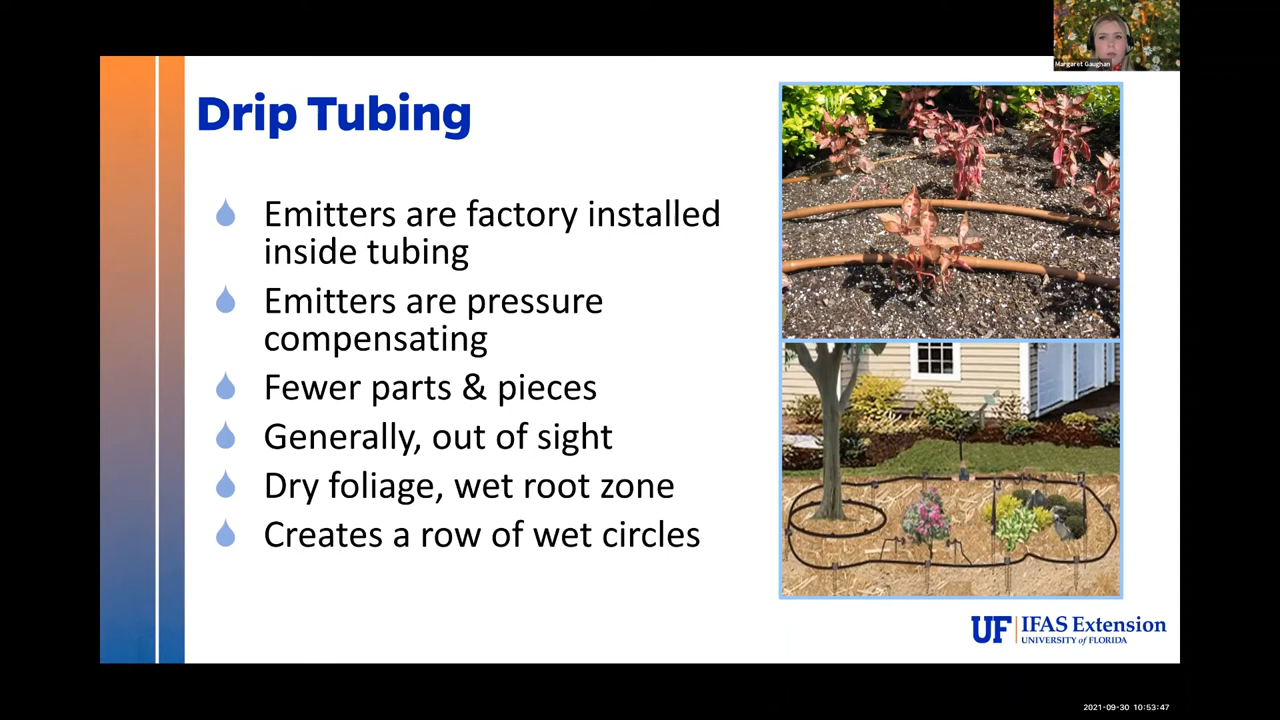 Margaret Gaughan
Drip Tubing
Emitters are factory installed
inside tubing
Emitters are pressure
compensating
Fewer parts & pieces
Generally, out of sight
Dry foliage, wet root zone
Creates a row of wet circles
UF IFAS Extension
UNIVERSITY of FLORIDA
2021-09-30 10:53:47